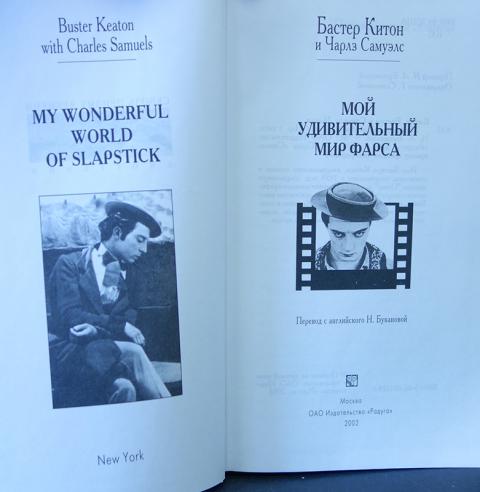 Buster Keaton
with Charles Samuels
MY WONDERFUL
WORLD
OF SLAPSTICK
New York
Бастер Китон
и Чарлз Самуэлс
МОЙ
УДИВИТЕЛЬНЫЙ
МИР ФАРСА
Перевод с английского Н. Букановой
Москва
ОАО Издательство «Радуга»
2002